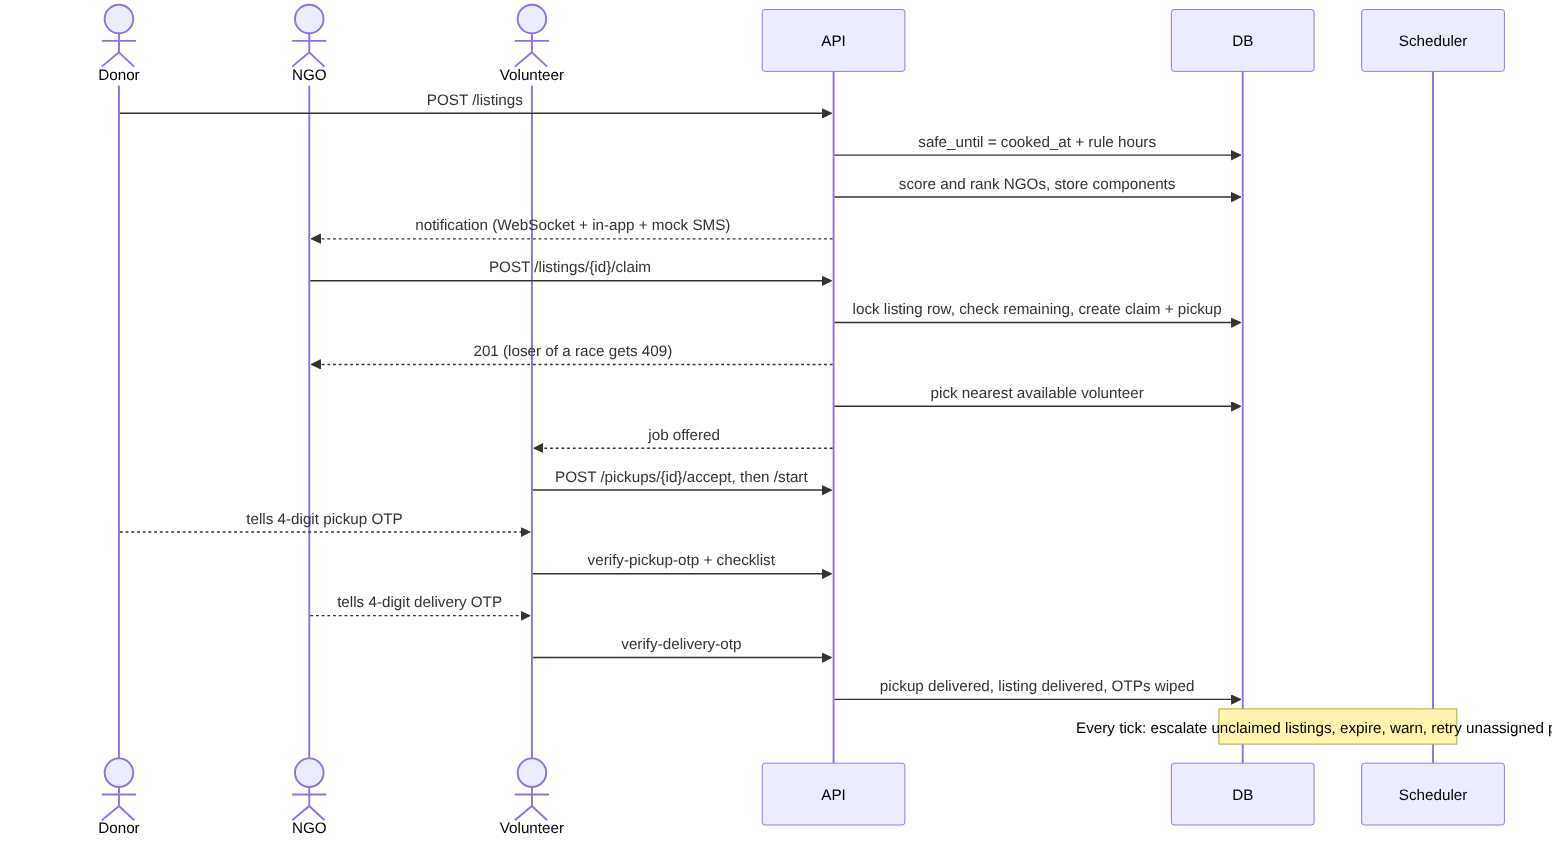 Donor
NGO
Volunteer
API
DB
Scheduler
POST /listings
safe_until = cooked_at + rule hours
score and rank NGOs, store components
notification (WebSocket + in-app + mock SMS)
POST /listings/{id}/claim
lock listing row, check remaining, create claim + pickup
201 (loser of a race gets 409)
pick nearest available volunteer
job offered
POST /pickups/{id}/accept, then /start
tells 4-digit pickup OTP
verify-pickup-otp + checklist
tells 4-digit delivery OTP
verify-delivery-otp
pickup delivered, listing delivered, OTPs wiped
Every tick: escalate unclaimed listings, expire, warn, retry unassigned
Donor
NGO
Volunteer
API
DB
Scheduler